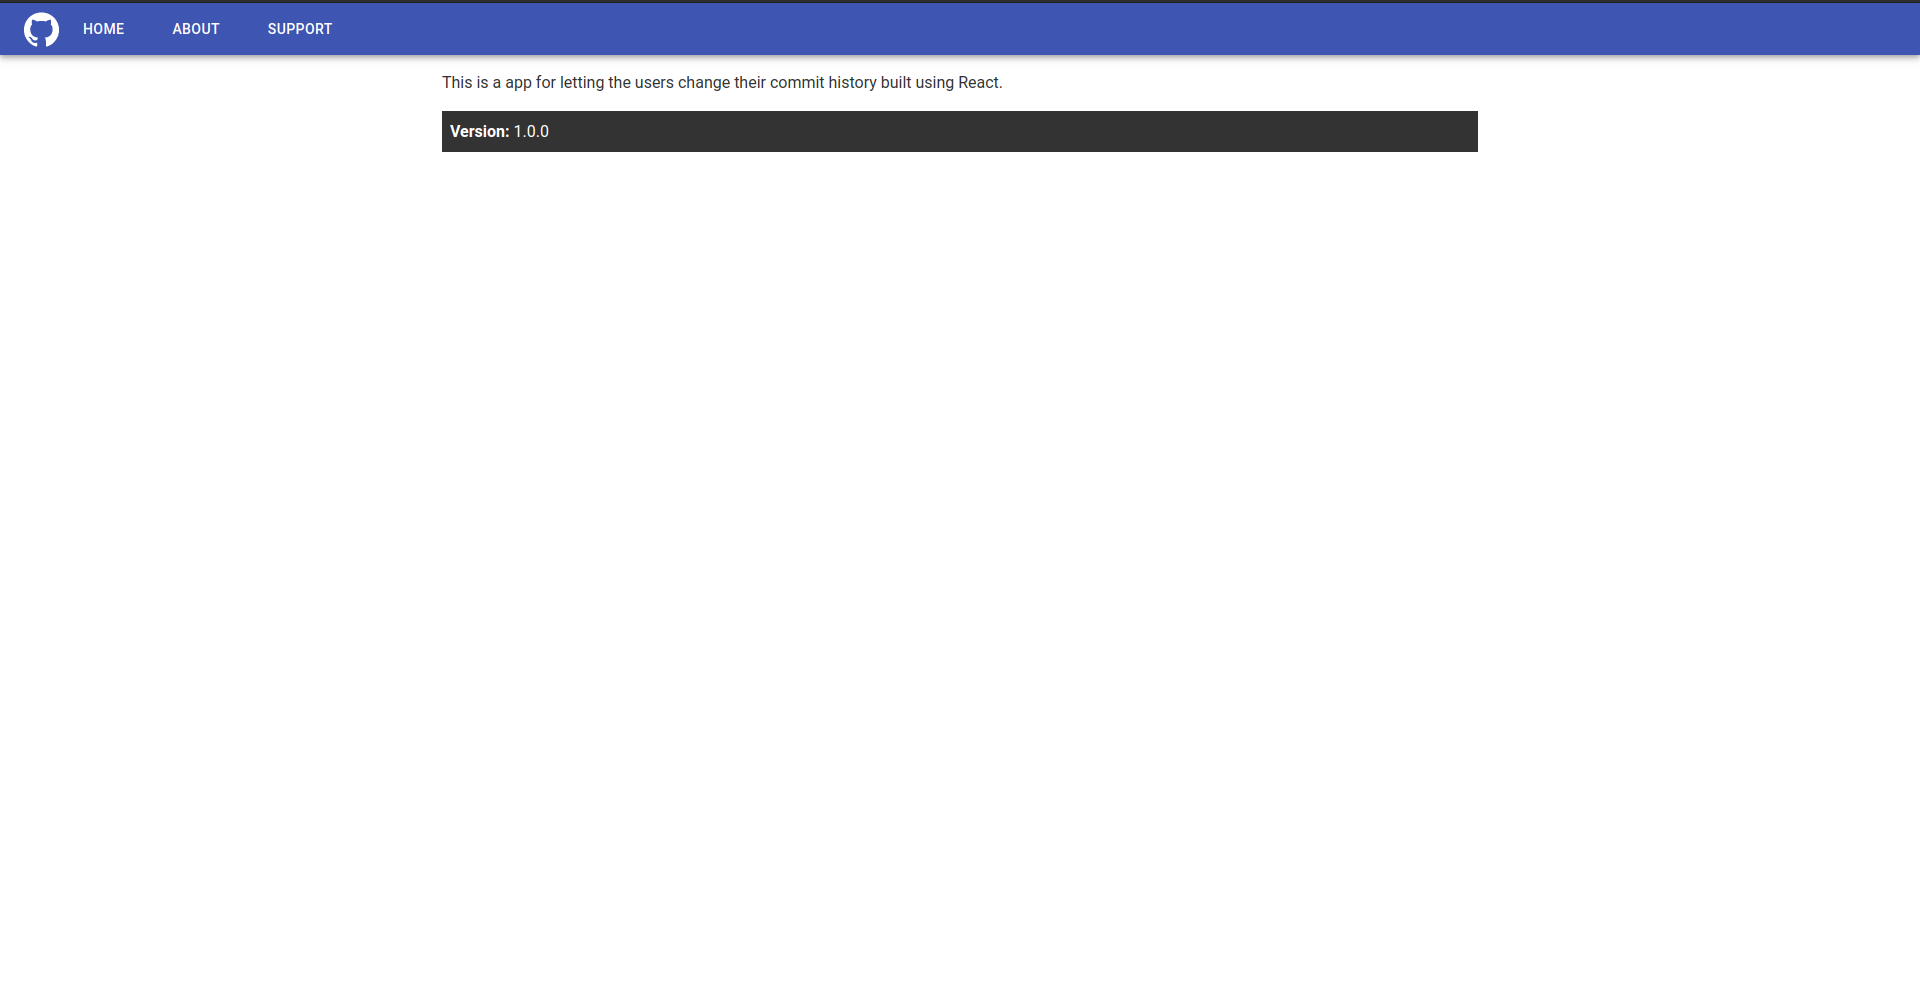 HOME ABOUT SUPPORT
This is a app for letting the users change their commit history built using React.
Version: 1.0.0